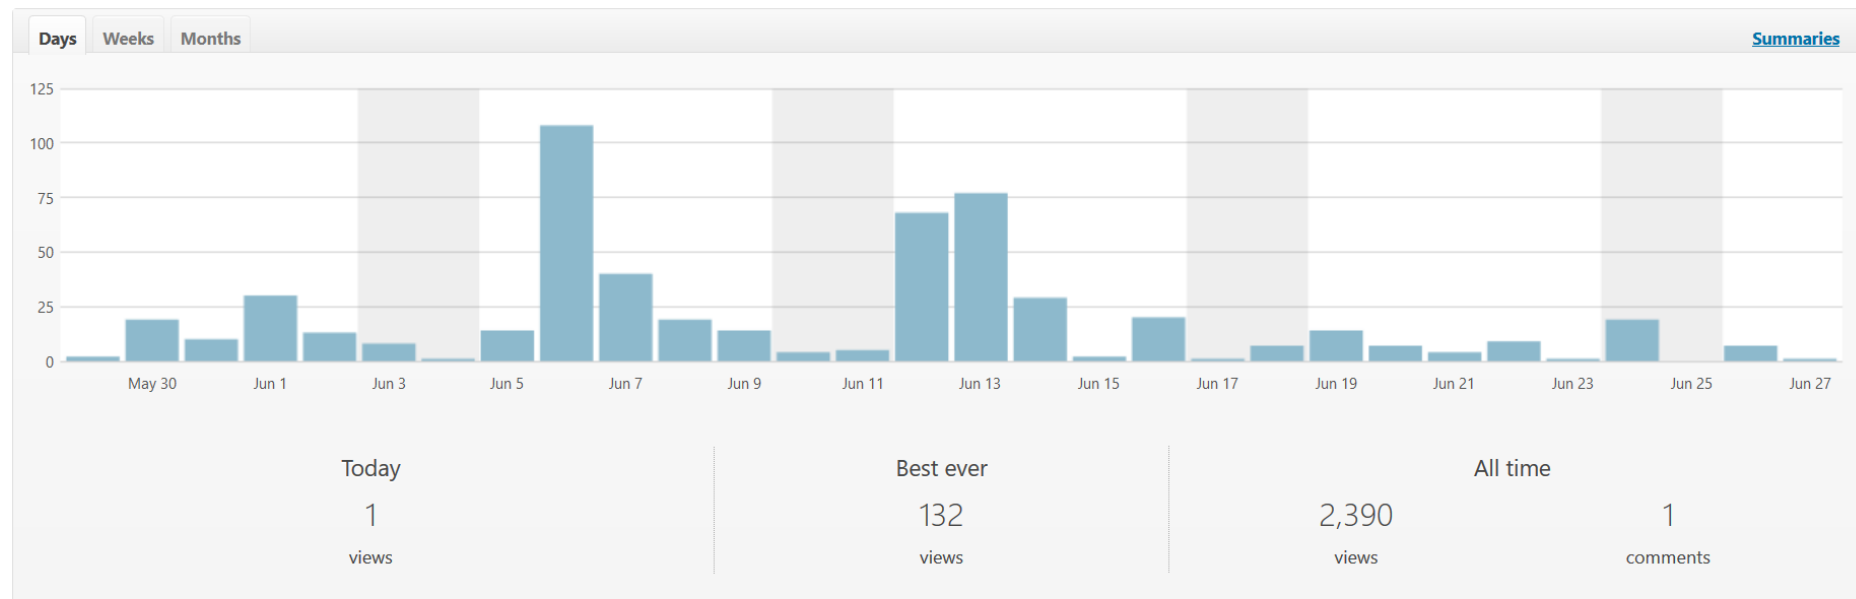 Days Weeks Months Summaries
125
100
75
50
25
0
May 30 Jun 1 Jun 3 Jun 5 Jun 7 Jun 9 Jun 11 Jun 13 Jun 15 Jun 17 Jun 19 Jun 21 Jun 23 Jun 25 Jun 27
Today Best ever All time
1 132 2,390 1
views views views comments